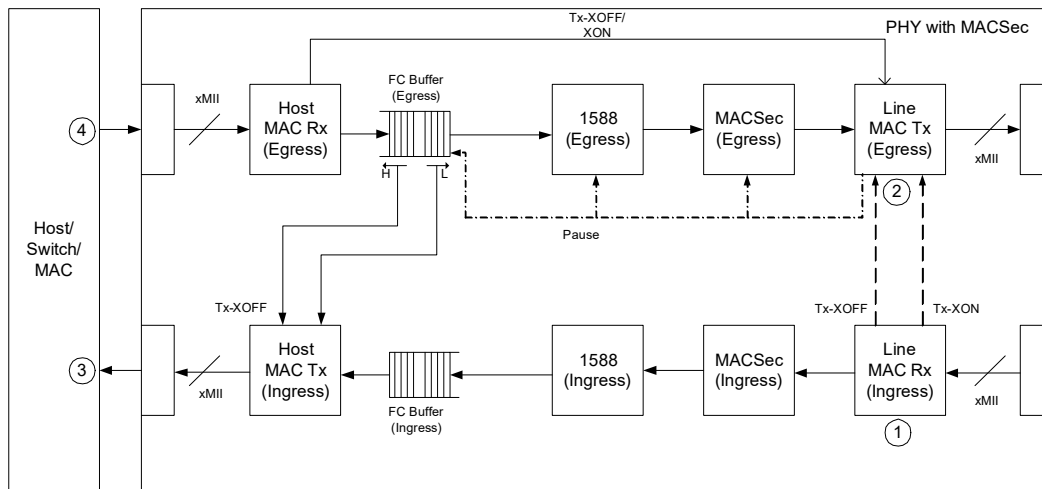 Tx-XOFF/
XON
PHY with MACSec
xMII
Host
MAC Rx
(Egress)
FC Buffer
(Egress)
1588
(Egress)
MACSec
(Egress)
Line
MAC Tx
(Egress)
xMII
4
H
L
2
Pause
Host/
Switch/
MAC
Tx-XOFF
Tx-XOFF
Tx-XON
3
xMII
Host
MAC Tx
(Ingress)
FC Buffer
(Ingress)
1588
(Ingress)
MACSec
(Ingress)
Line
MAC Rx
(Ingress)
xMII
1